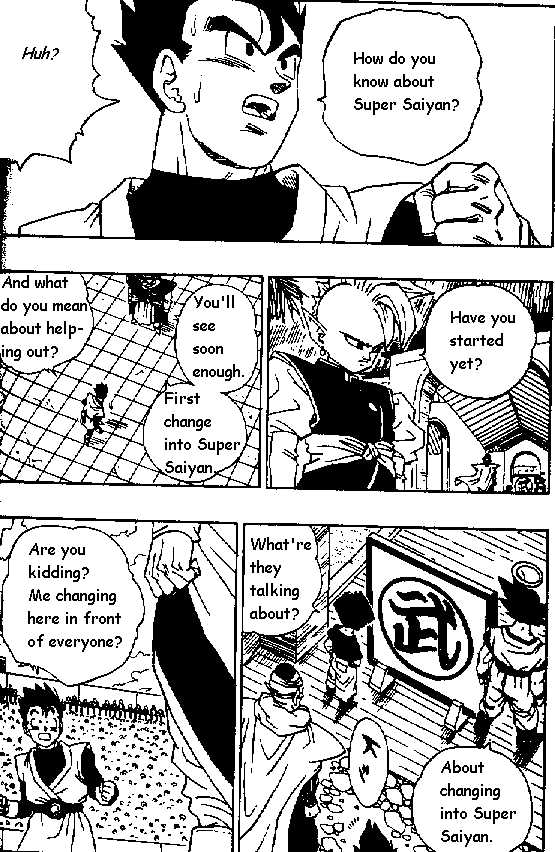 Huh?
How do you
know about
Super Saiyan?
And what
do you mean
about help-
ing out?
You'll
see
soon
enough.
First
change
into Super
Saiyan.
Have you
started
yet?
Are you
kidding?
Me changing
here in front
of everyone?
What're
they
talking
about?
武
About
changing
into Super
Saiyan.